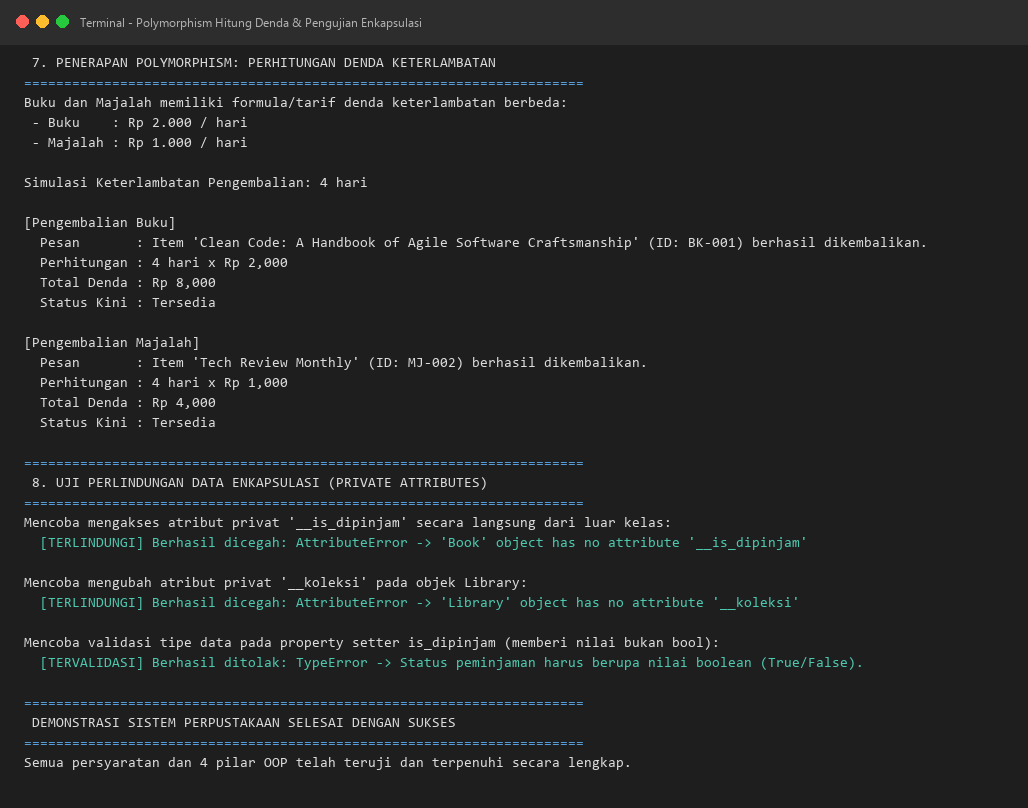 Terminal - Polymorphism Hitung Denda & Pengujian Enkapsulasi
7. PENERAPAN POLYMORPHISM: PERHITUNGAN DENDA KETERLAMBATAN
======================================================================
Buku dan Majalah memiliki formula/tarif denda keterlambatan berbeda:
- Buku    : Rp 2.000 / hari
- Majalah : Rp 1.000 / hari
Simulasi Keterlambatan Pengembalian: 4 hari
[Pengembalian Buku]
Pesan       : Item 'Clean Code: A Handbook of Agile Software Craftsmanship' (ID: BK-001) berhasil dikembalikan.
Perhitungan : 4 hari x Rp 2,000
Total Denda : Rp 8,000
Status Kini : Tersedia
[Pengembalian Majalah]
Pesan       : Item 'Tech Review Monthly' (ID: MJ-002) berhasil dikembalikan.
Perhitungan : 4 hari x Rp 1,000
Total Denda : Rp 4,000
Status Kini : Tersedia
======================================================================
8. UJI PERLINDUNGAN DATA ENKAPSULASI (PRIVATE ATTRIBUTES)
======================================================================
Mencoba mengakses atribut privat '__is_dipinjam' secara langsung dari luar kelas:
[TERLINDUNGI] Berhasil dicegah: AttributeError -> 'Book' object has no attribute '__is_dipinjam'
Mencoba mengubah atribut privat '__koleksi' pada objek Library:
[TERLINDUNGI] Berhasil dicegah: AttributeError -> 'Library' object has no attribute '__koleksi'
Mencoba validasi tipe data pada property setter is_dipinjam (memberi nilai bukan bool):
[TERVALIDASI] Berhasil ditolak: TypeError -> Status peminjaman harus berupa nilai boolean (True/False).
======================================================================
DEMONSTRASI SISTEM PERPUSTAKAAN SELESAI DENGAN SUKSES
======================================================================
Semua persyaratan dan 4 pilar OOP telah teruji dan terpenuhi secara lengkap.